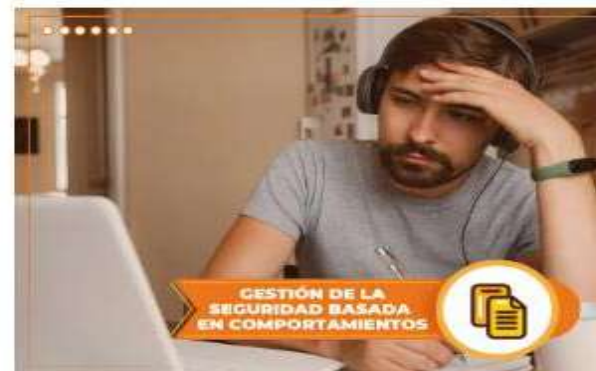 GESTIÓN DE LA
SEGURIDAD BASADA
EN COMPORTAMIENTOS